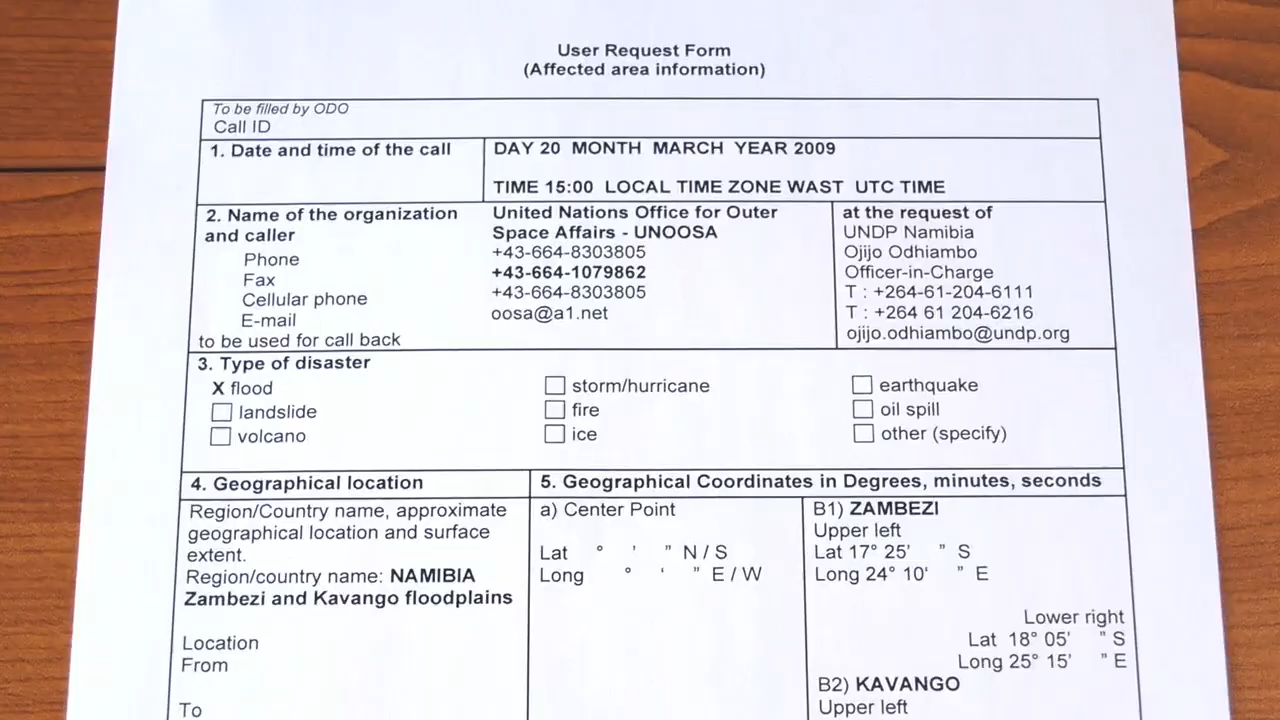 User Request Form
(Affected area information)
To be filled by ODO
Call ID
1. Date and time of the call
DAY 20 MONTH MARCH YEAR 2009
TIME 15:00 LOCAL TIME ZONE WAST UTC TIME
2. Name of the organization
and caller
Phone
Fax
Cellular phone
E-mail
to be used for call back
United Nations Office for Outer
Space Affairs - UNOOSA
+43-664-8303805
+43-664-1079862
+43-664-8303805
oosa@a1.net
at the request of
UNDP Namibia
Ojijo Odhiambo
Officer-in-Charge
T : +264-61-204-6111
T : +264 61 204-6216
ojijo.odhiambo@undp.org
3. Type of disaster
X flood
landslide
volcano
storm/hurricane
fire
ice
earthquake
oil spill
other (specify)
4. Geographical location
Region/Country name, approximate
geographical location and surface
extent.
Region/country name: NAMIBIA
Zambezi and Kavango floodplains
Location
From
To
5. Geographical Coordinates in Degrees, minutes, seconds
a) Center Point
Lat ° ' " N / S
Long ° ' " E / W
B1) ZAMBEZI
Upper left
Lat 17° 25' " S
Long 24° 10' " E
Lower right
Lat 18° 05' " S
Long 25° 15' " E
B2) KAVANGO
Upper left